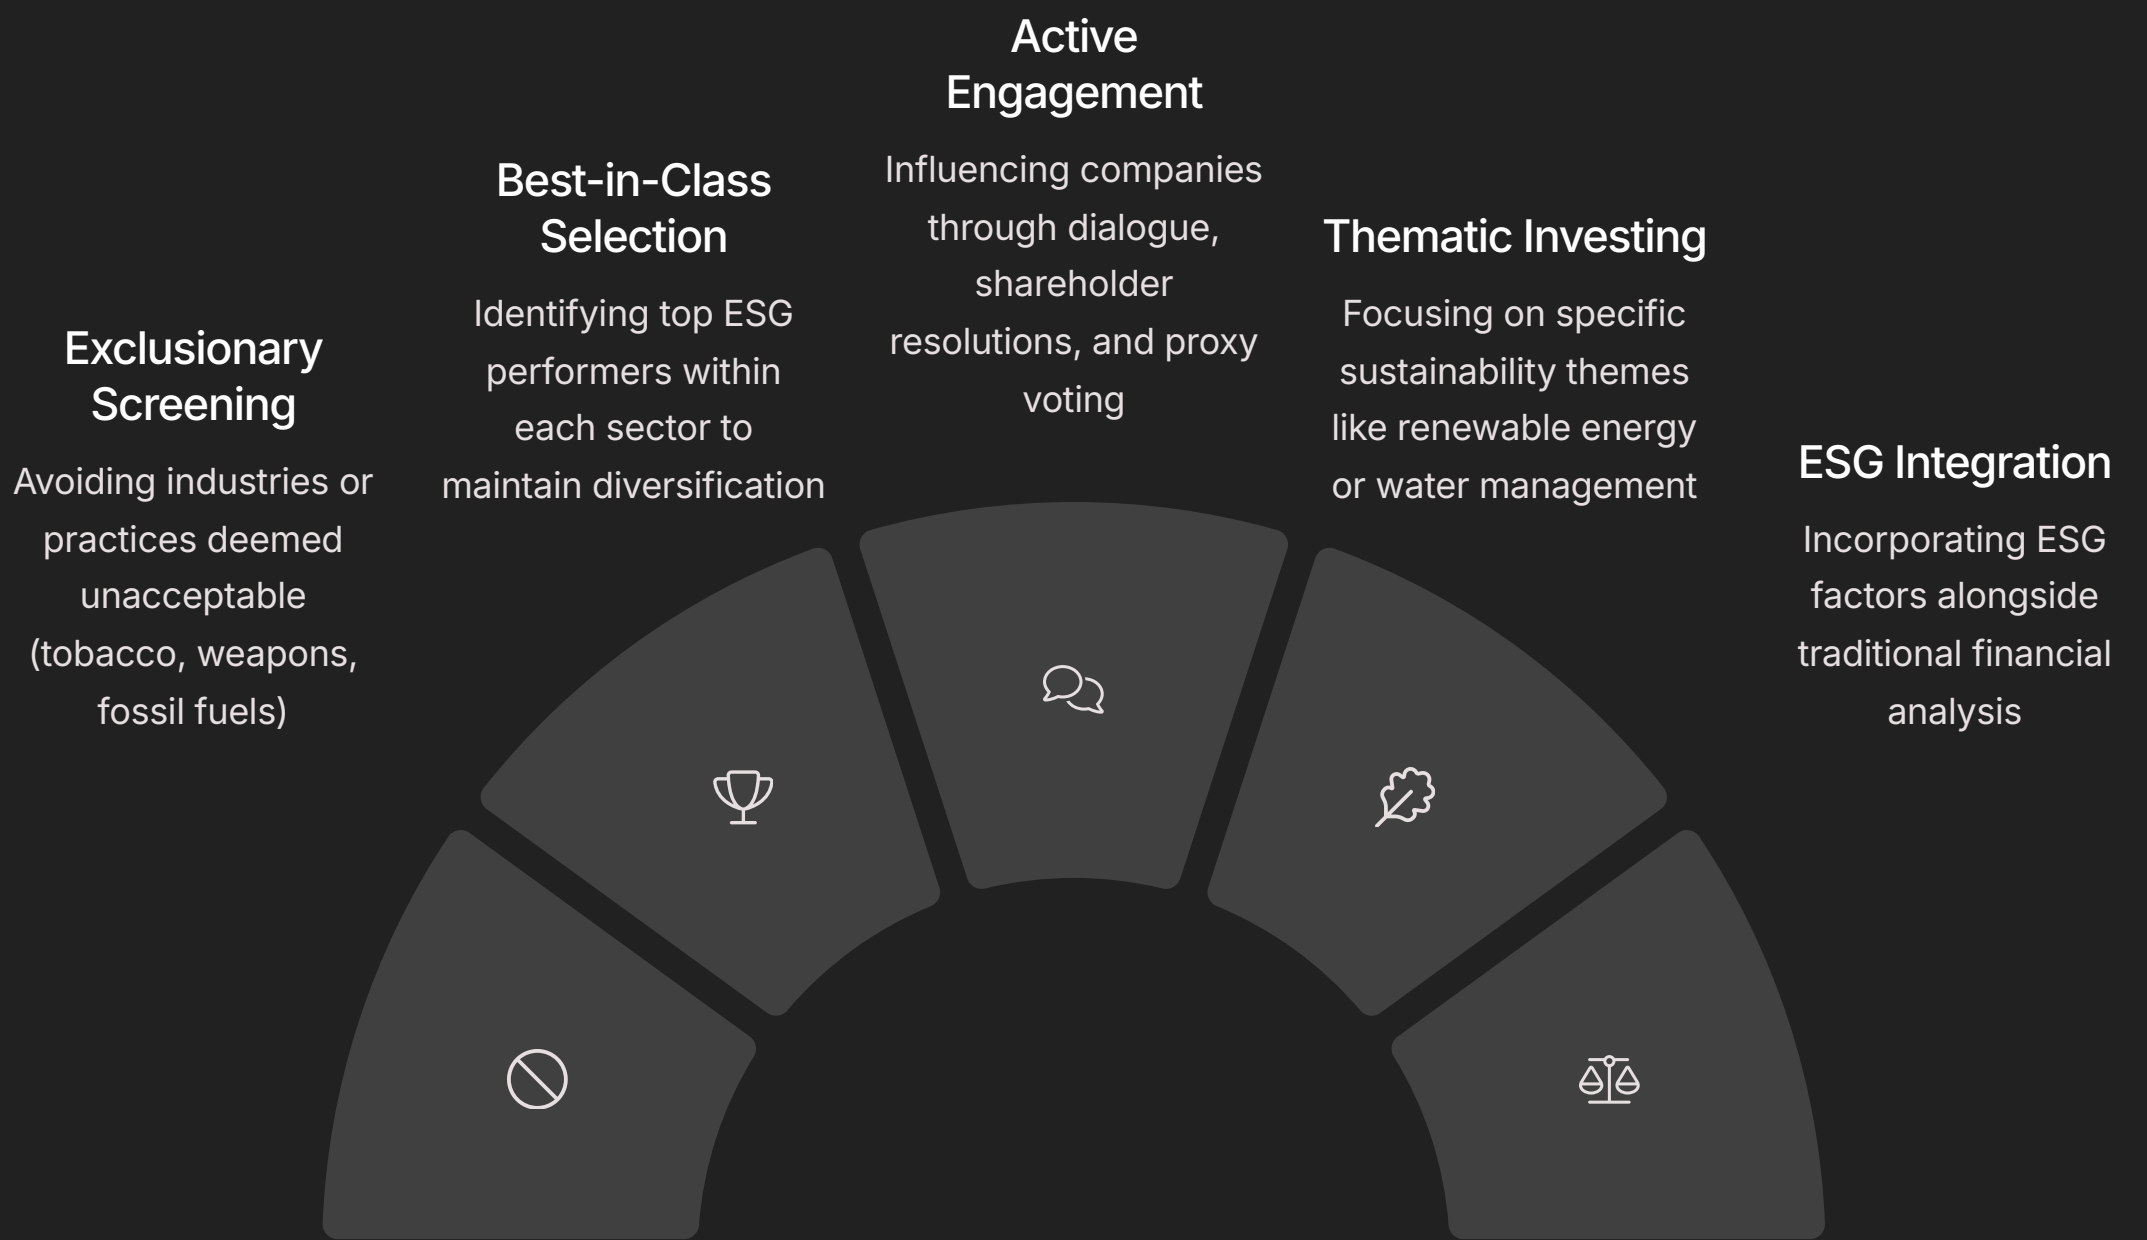 Exclusionary
Screening
Avoiding industries or
practices deemed
unacceptable
(tobacco, weapons,
fossil fuels)
Best-in-Class
Selection
Identifying top ESG
performers within
each sector to
maintain diversification
Active
Engagement
Influencing companies
through dialogue,
shareholder
resolutions, and proxy
voting
Thematic Investing
Focusing on specific
sustainability themes
like renewable energy
or water management
ESG Integration
Incorporating ESG
factors alongside
traditional financial
analysis